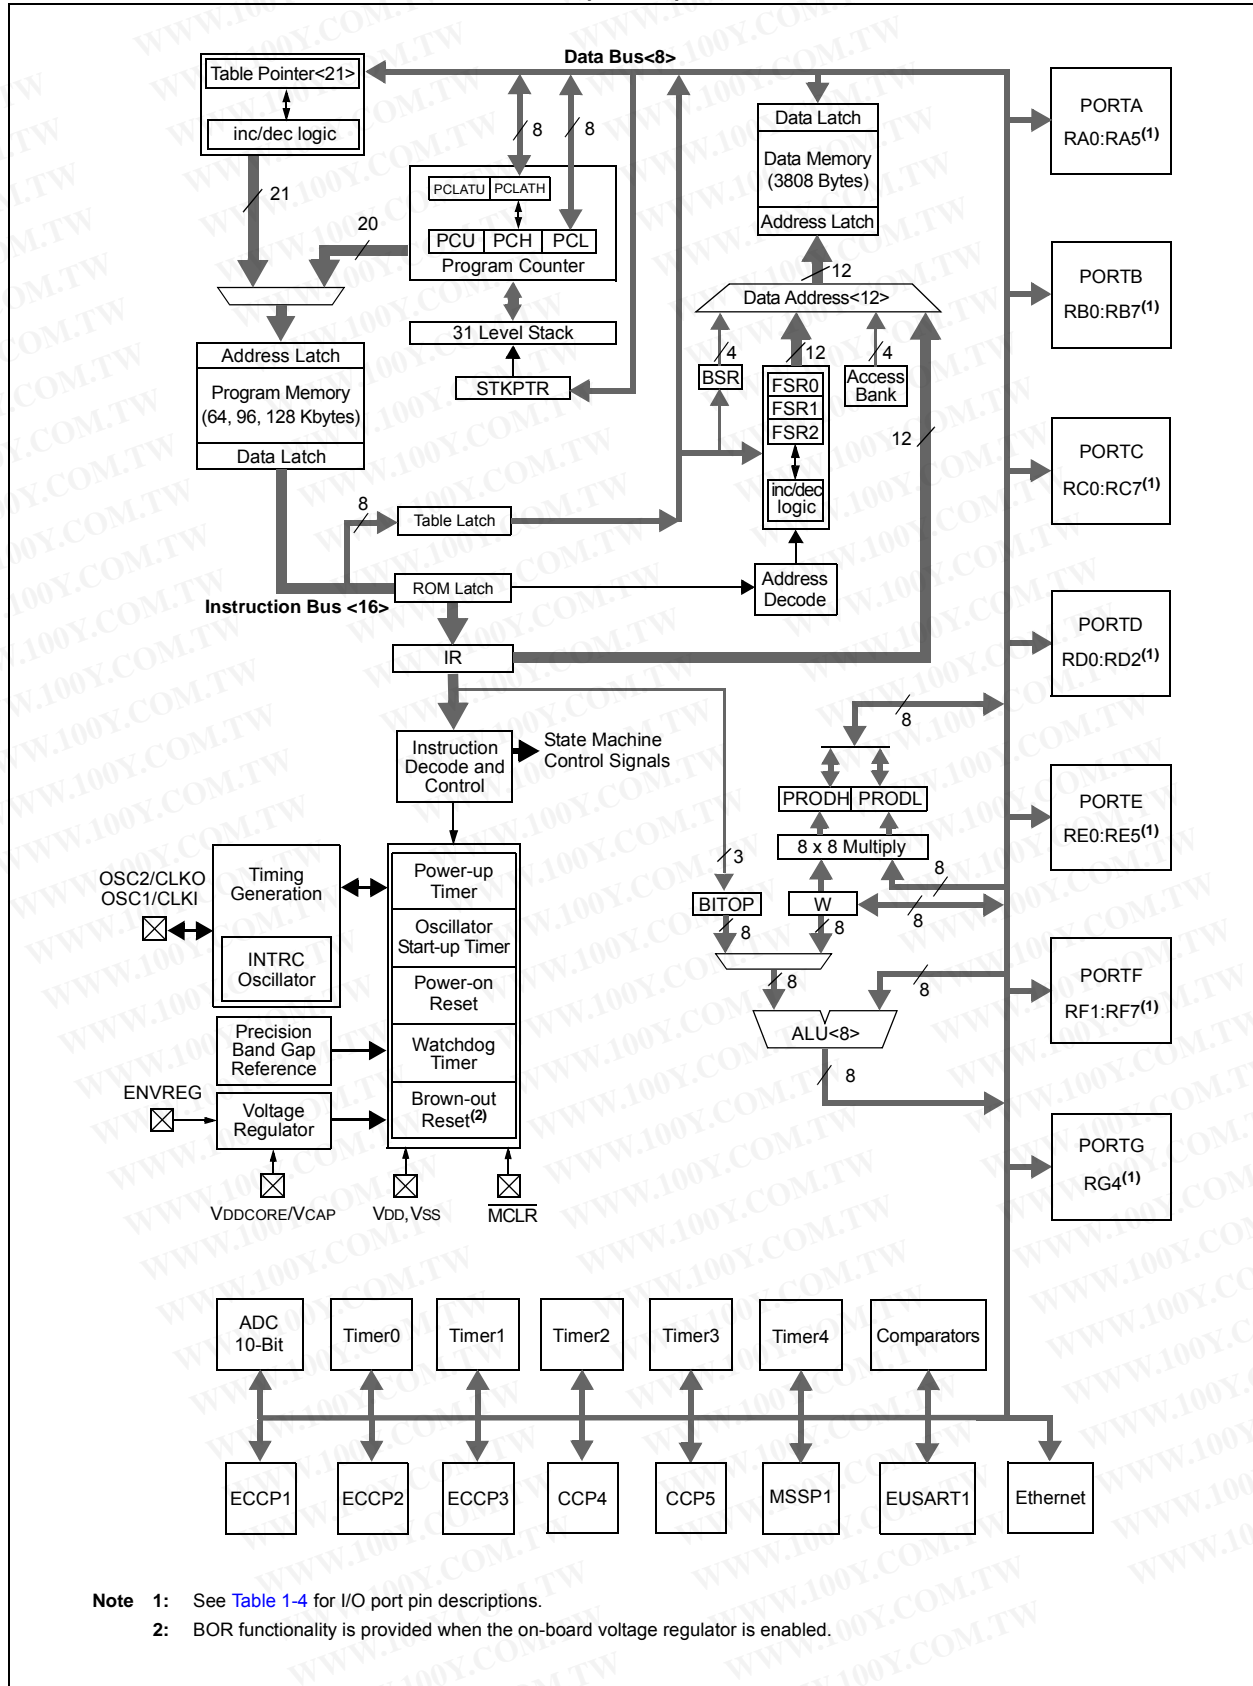 Data Bus<8>
Table Pointer<21>
inc/dec logic
21
20
8
8
PCLATU PCLATH
PCU PCH PCL
Program Counter
31 Level Stack
STKPTR
Address Latch
Program Memory
(64, 96, 128 Kbytes)
Data Latch
8
Table Latch
ROM Latch
Instruction Bus <16>
IR
Data Latch
Data Memory
(3808 Bytes)
Address Latch
12
Data Address<12>
4
12
4
BSR
FSR0
FSR1
FSR2
Access
Bank
12
inc/dec
logic
Address
Decode
Instruction
Decode and
Control
State Machine
Control Signals
8
PRODH PRODL
8 x 8 Multiply
3
8
BITOP
W
8
8
8
8
8
ALU<8>
8
OSC2/CLKO
OSC1/CLKI
Timing
Generation
INTRC
Oscillator
Power-up
Timer
Oscillator
Start-up Timer
Power-on
Reset
Watchdog
Timer
Brown-out
Reset(2)
Precision
Band Gap
Reference
ENVREG
Voltage
Regulator
VDDCORE/VCAP
VDD,VSS
MCLR
PORTA
RA0:RA5(1)
PORTB
RB0:RB7(1)
PORTC
RC0:RC7(1)
PORTD
RD0:RD2(1)
PORTE
RE0:RE5(1)
PORTF
RF1:RF7(1)
PORTG
RG4(1)
ADC
10-Bit
Timer0
Timer1
Timer2
Timer3
Timer4
Comparators
ECCP1
ECCP2
ECCP3
CCP4
CCP5
MSSP1
EUSART1
Ethernet
Note 1: See Table 1-4 for I/O port pin descriptions.
2: BOR functionality is provided when the on-board voltage regulator is enabled.
WWW.100Y.COM.TW